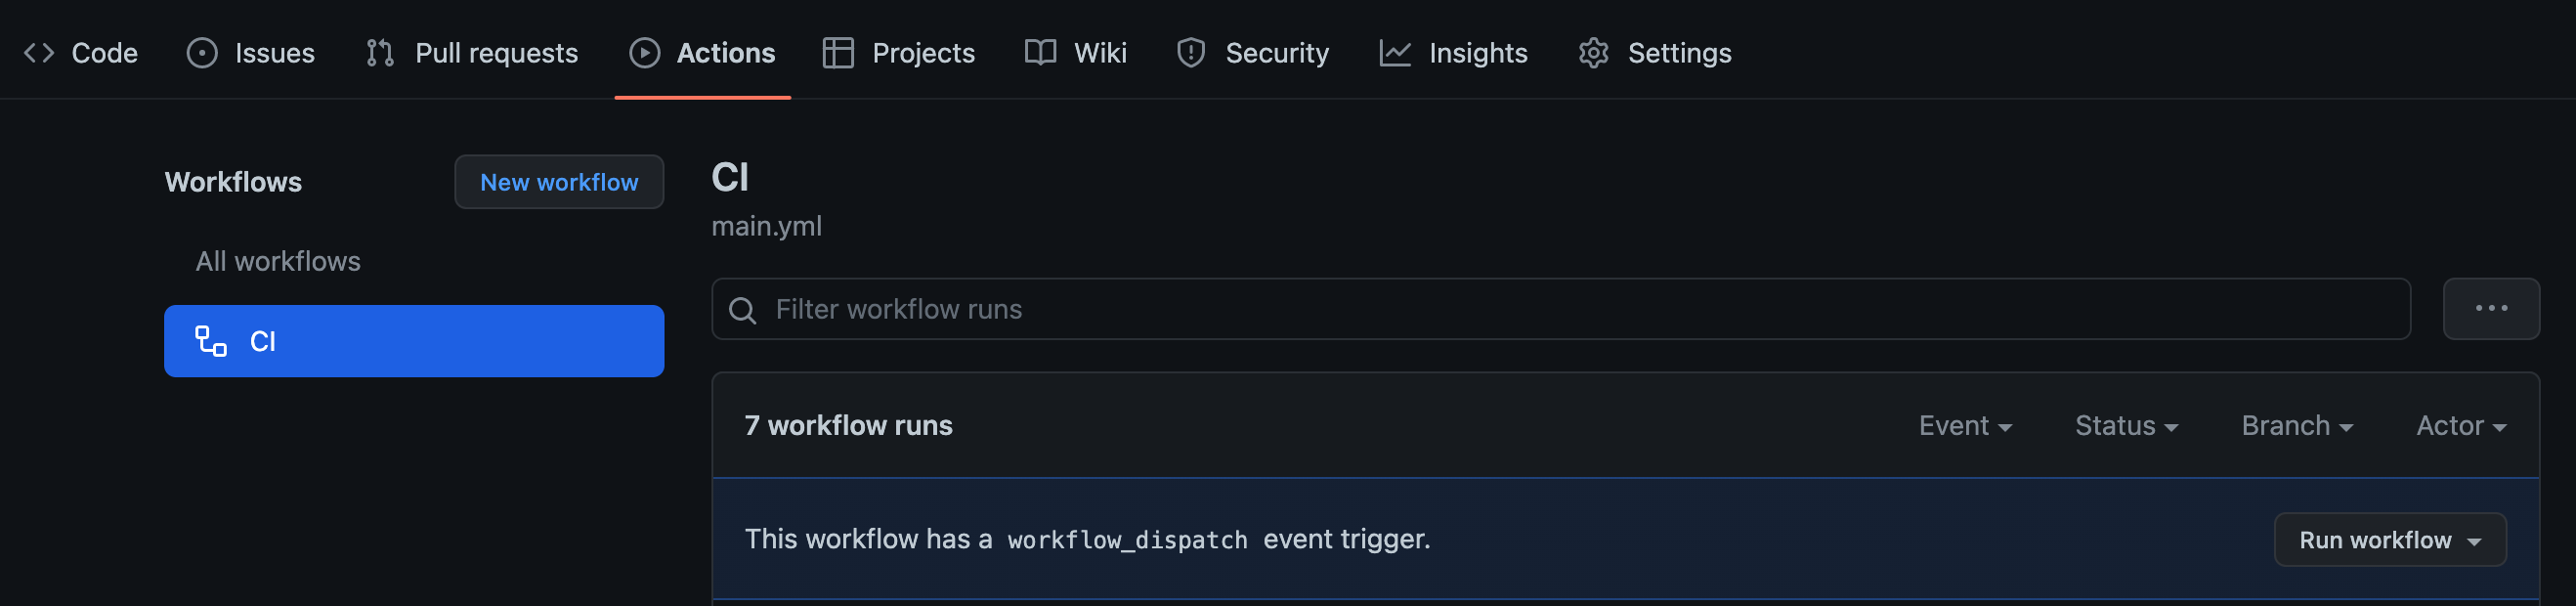 Code Issues Pull requests Actions Projects Wiki Security Insights Settings
Workflows New workflow
All workflows
CI
CI
main.yml
Filter workflow runs
7 workflow runs Event Status Branch Actor
This workflow has a workflow_dispatch event trigger. Run workflow